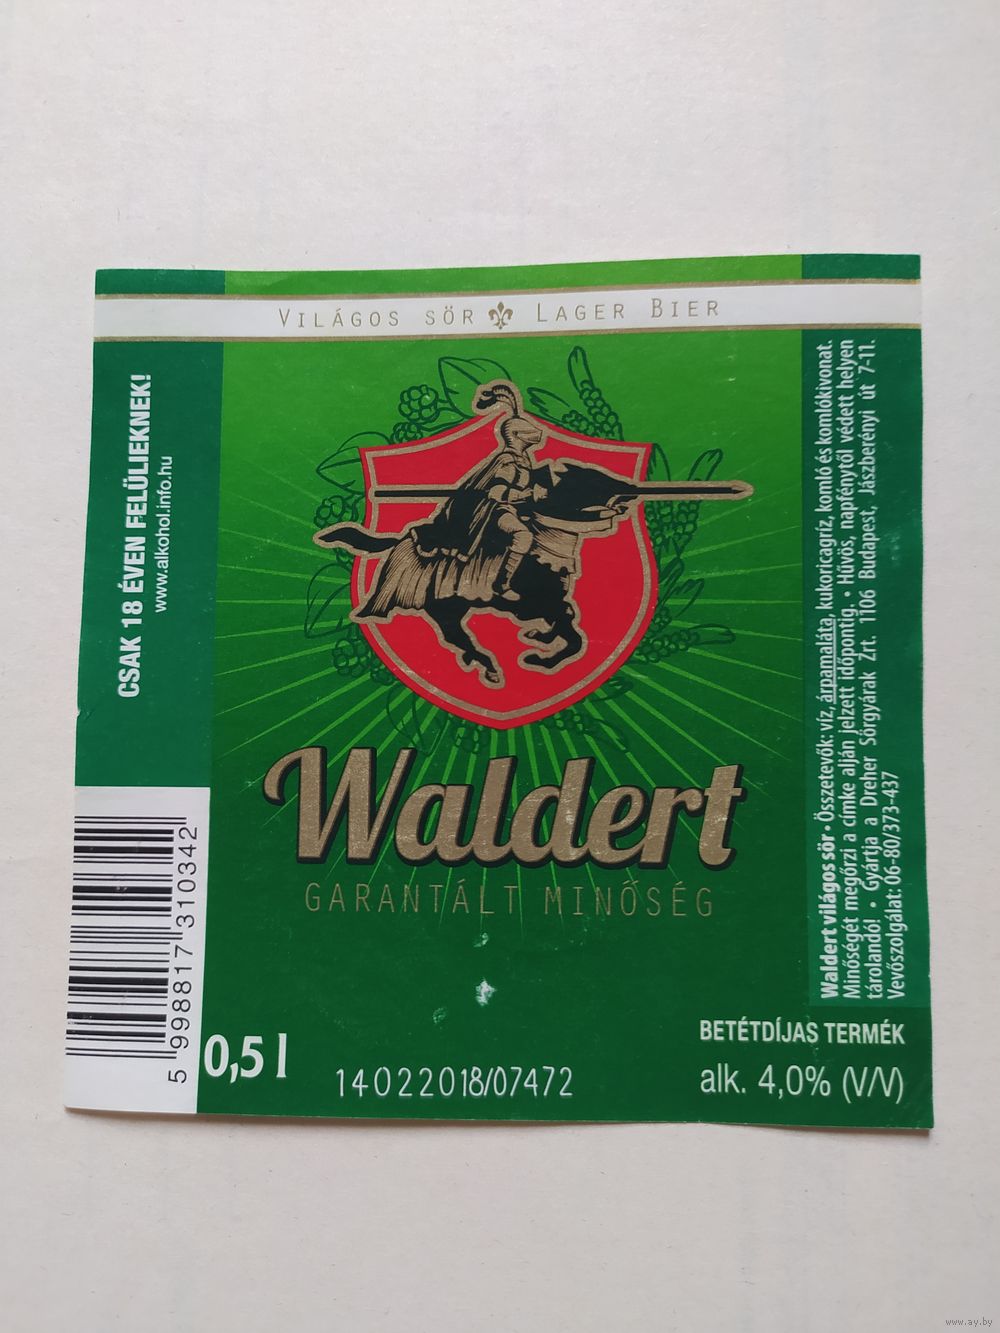 VILÁGOS SÖR LAGER BIER
CSAK 18 ÉVEN FELÜLIEKNEK!
www.alkohol.info.hu
Waldert
GARANTÁLT MINŐSÉG
Waldert világos sör • Összetevők: víz, árpamaláta, kukoricagríz, komló és komlókivonat.
Minőségét megőrzi a címke alján jelzett időpontig. • Hűvös, napfénytől védett helyen
tárolandó! • Gyártja a Dreher Sörgyárak Zrt. 1106 Budapest, Jászberényi út 7-11.
Vevőszolgálat: 06-80/373-437
5 998817 310342
0,5 l
14022018/07472
BETÉTDÍJAS TERMÉK
alk. 4,0% (V/V)
www.ay.by